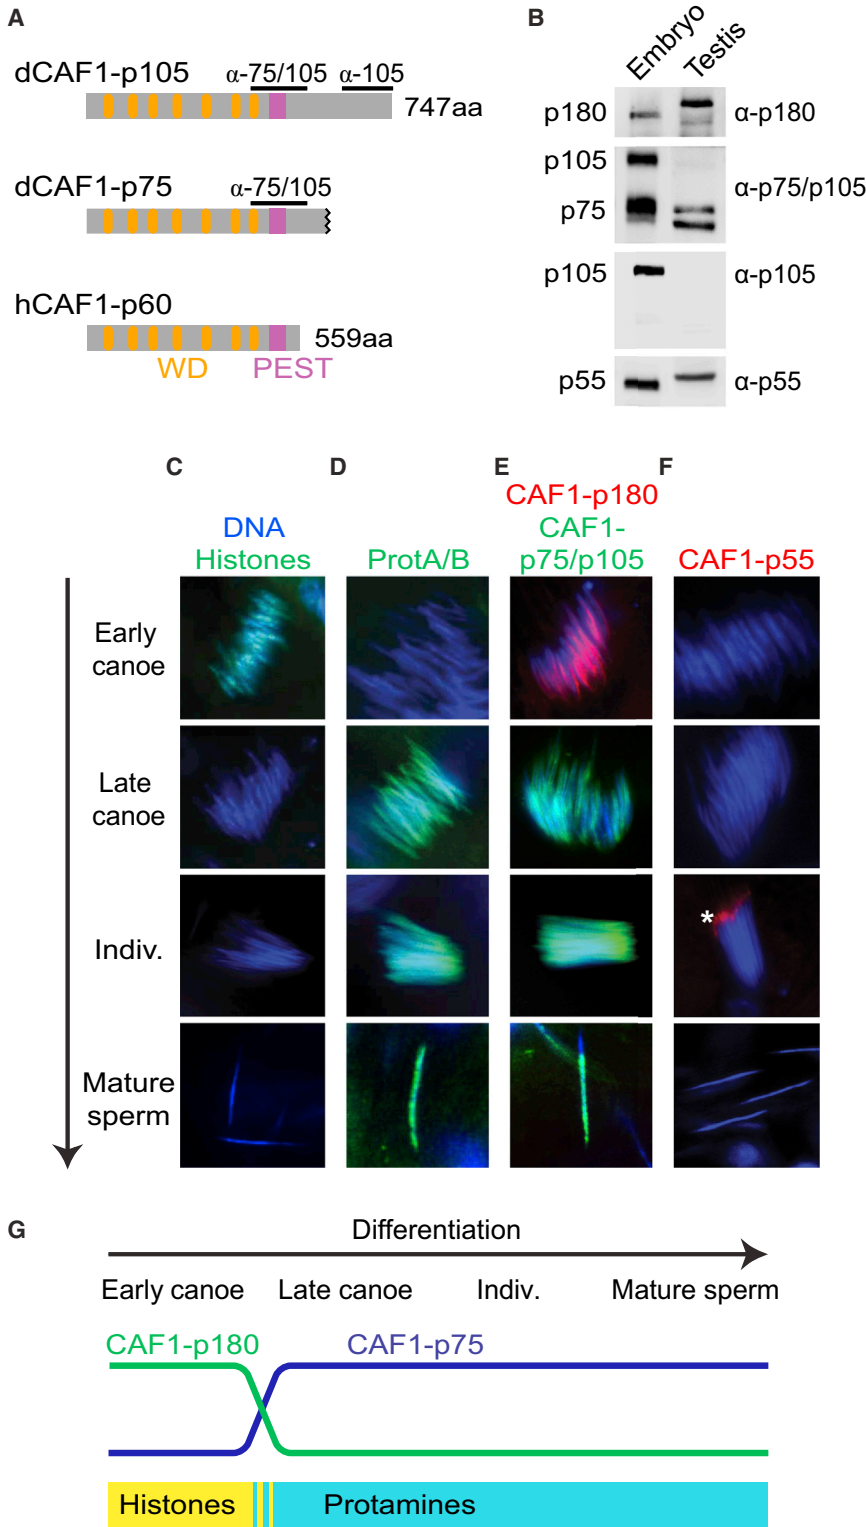 A
dCAF1-p105
α-75/105
α-105
747aa
dCAF1-p75
α-75/105
hCAF1-p60
559aa
WD
PEST
B
Embryo
Testis
p180
α-p180
p105
α-p75/p105
p75
p105
α-p105
p55
α-p55
C
D
E
F
DNA
Histones
ProtA/B
CAF1-p180
CAF1-
p75/p105
CAF1-p55
Early
canoe
Late
canoe
Indiv.
*
Mature
sperm
G
Differentiation
Early canoe
Late canoe
Indiv.
Mature sperm
CAF1-p180
CAF1-p75
Histones
Protamines